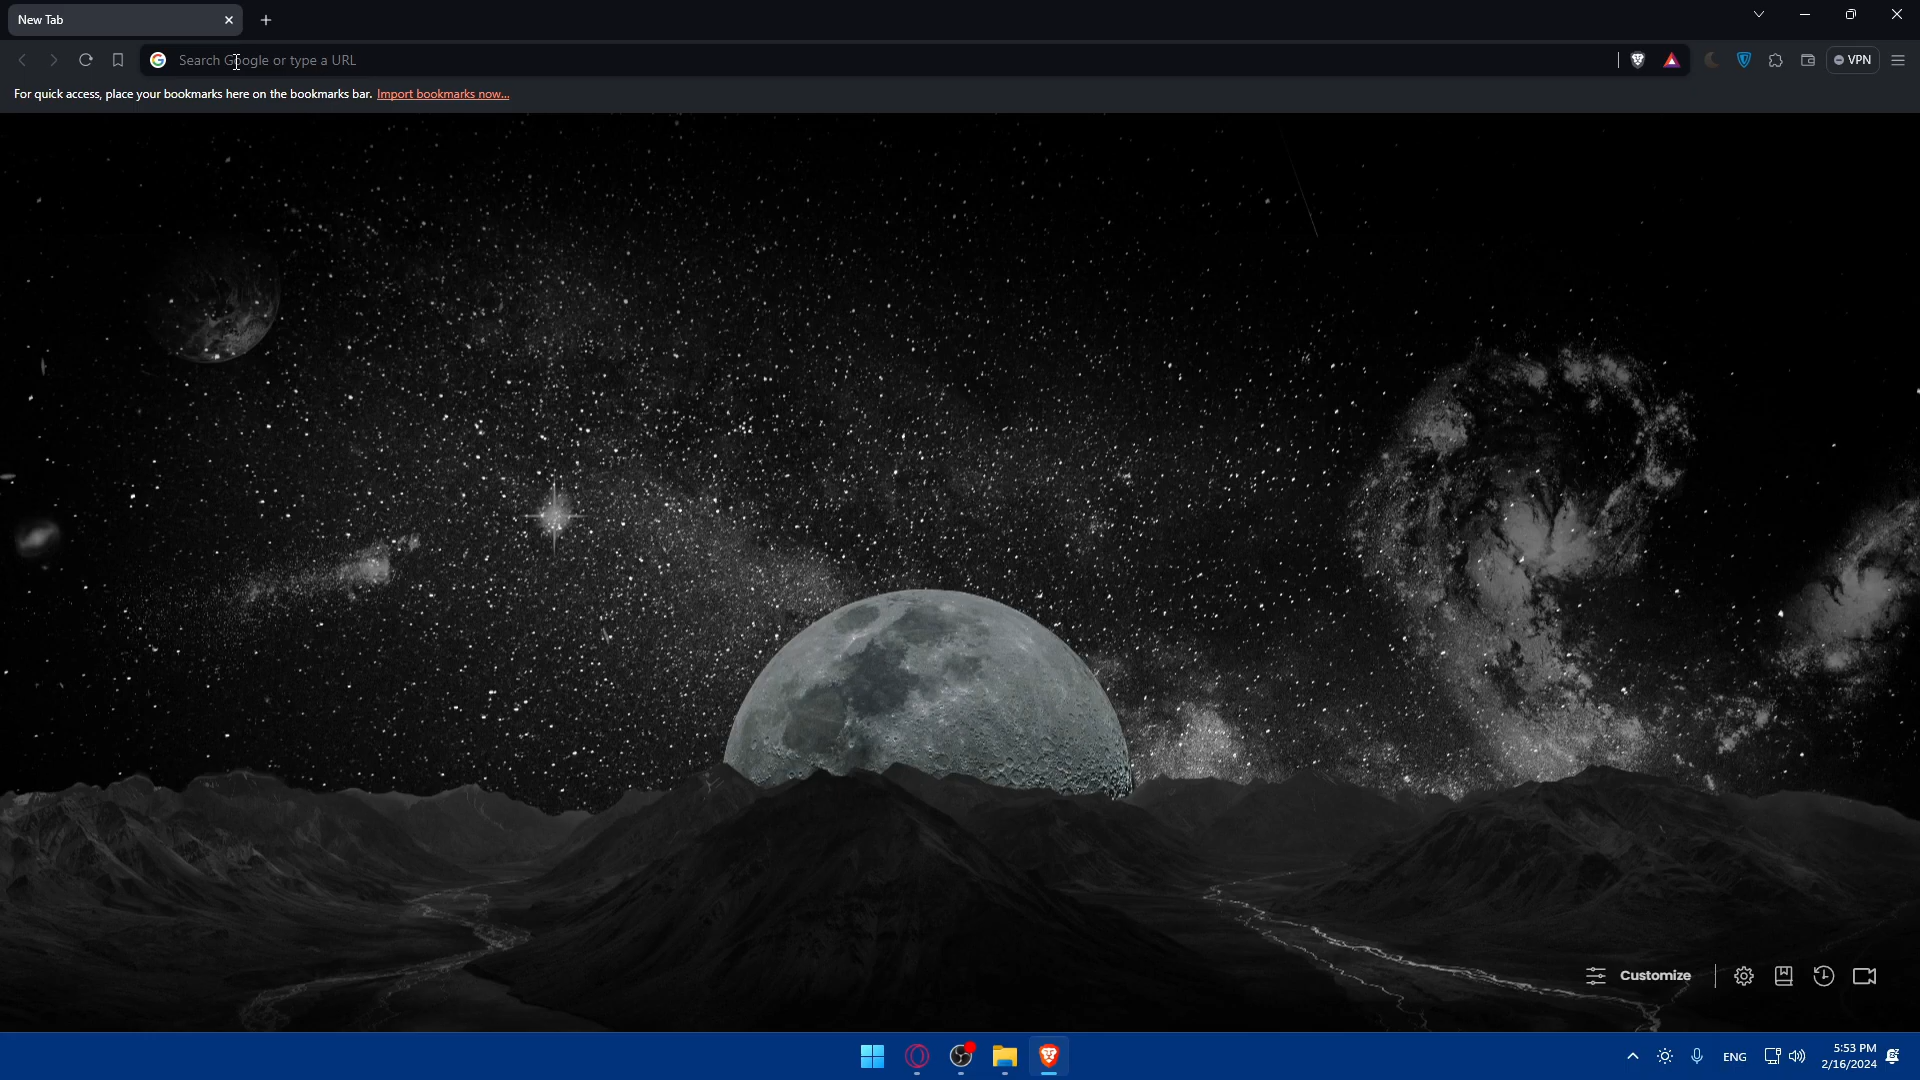 New Tab
Search Google or type a URL
VPN
For quick access, place your bookmarks here on the bookmarks bar. Import bookmarks now...
Customize
ENG
5:53 PM
2/16/2024